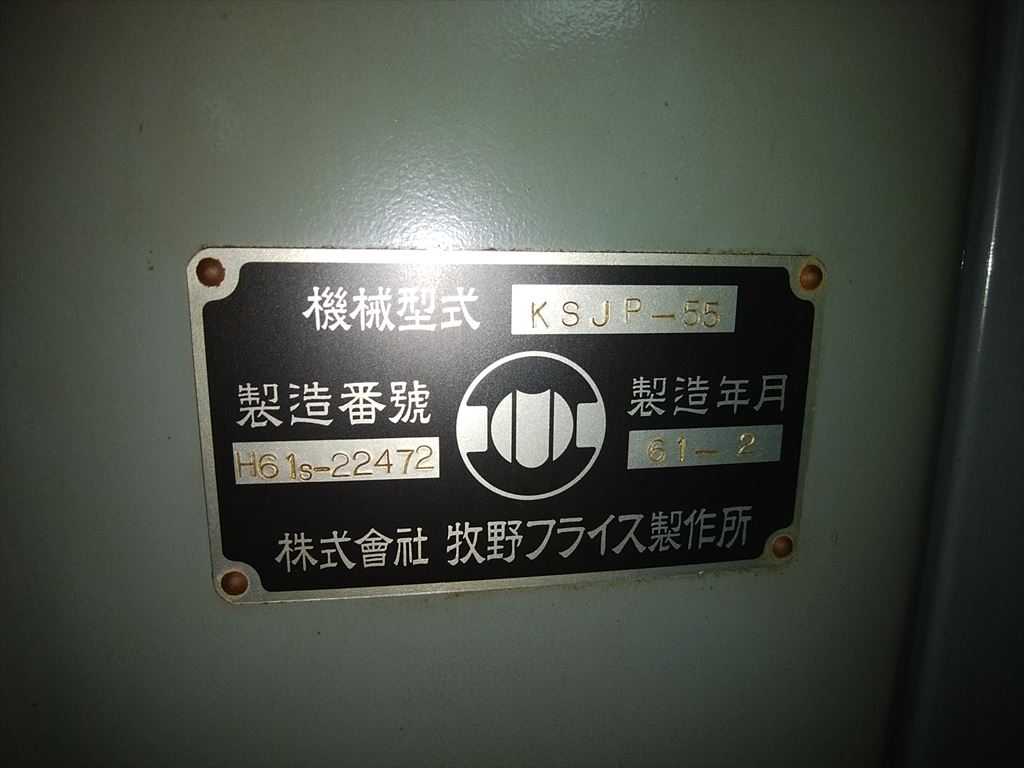 機械型式 KSJP-55
製造番號 製造年月
H61s-22472 61-2
株式會社 牧野フライス製作所